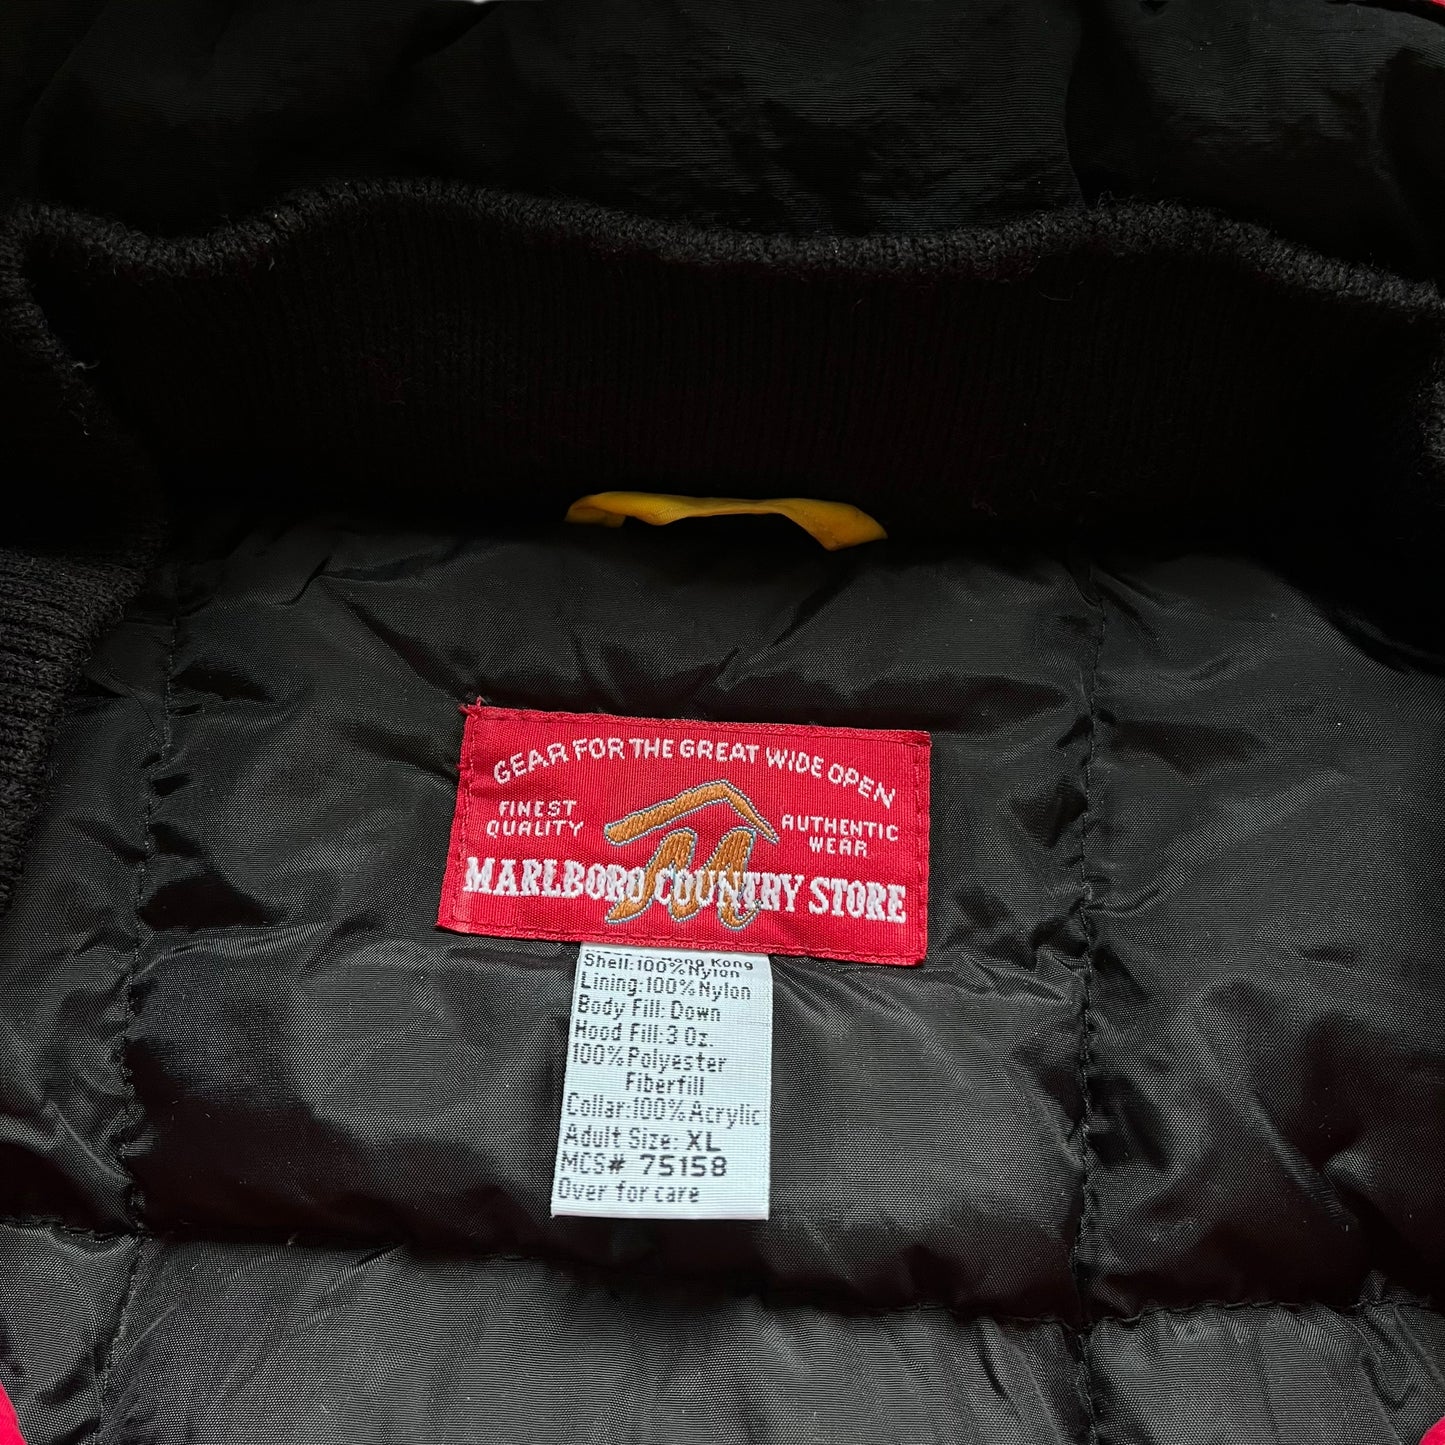 GEAR FOR THE GREAT WIDE OPEN
FINEST
QUALITY
AUTHENTIC
WEAR
MARLBORO COUNTRY STORE
Hong Kong
Shell:100%Nylon
Lining:100%Nylon
Body Fill: Down
Hood Fill:3 Oz.
100%Polyester
Fiberfill
Collar:100%Acrylic
Adult Size: XL
MCS# 75158
Over for care